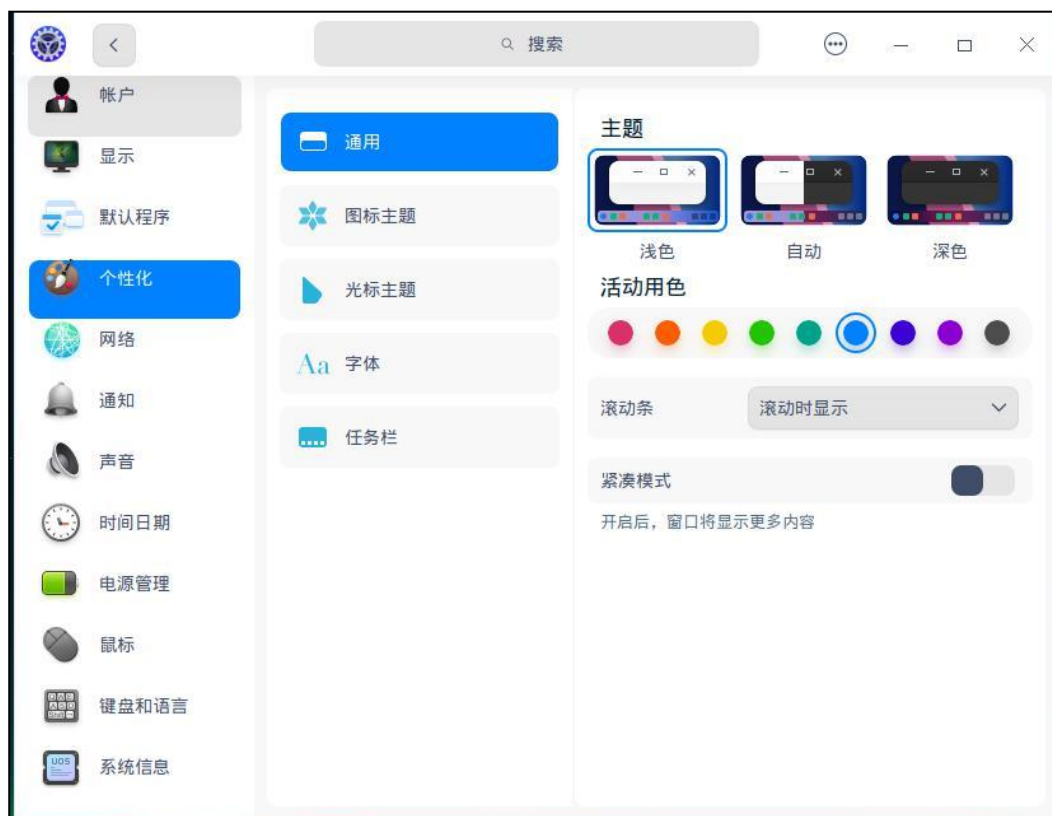 搜索
帐户
显示
默认程序
个性化
网络
通知
声音
时间日期
电源管理
鼠标
键盘和语言
UOS
系统信息
通用
图标主题
光标主题
Aa 字体
任务栏
主题
浅色
自动
深色
活动用色
滚动条
滚动时显示
紧凑模式
开启后，窗口将显示更多内容